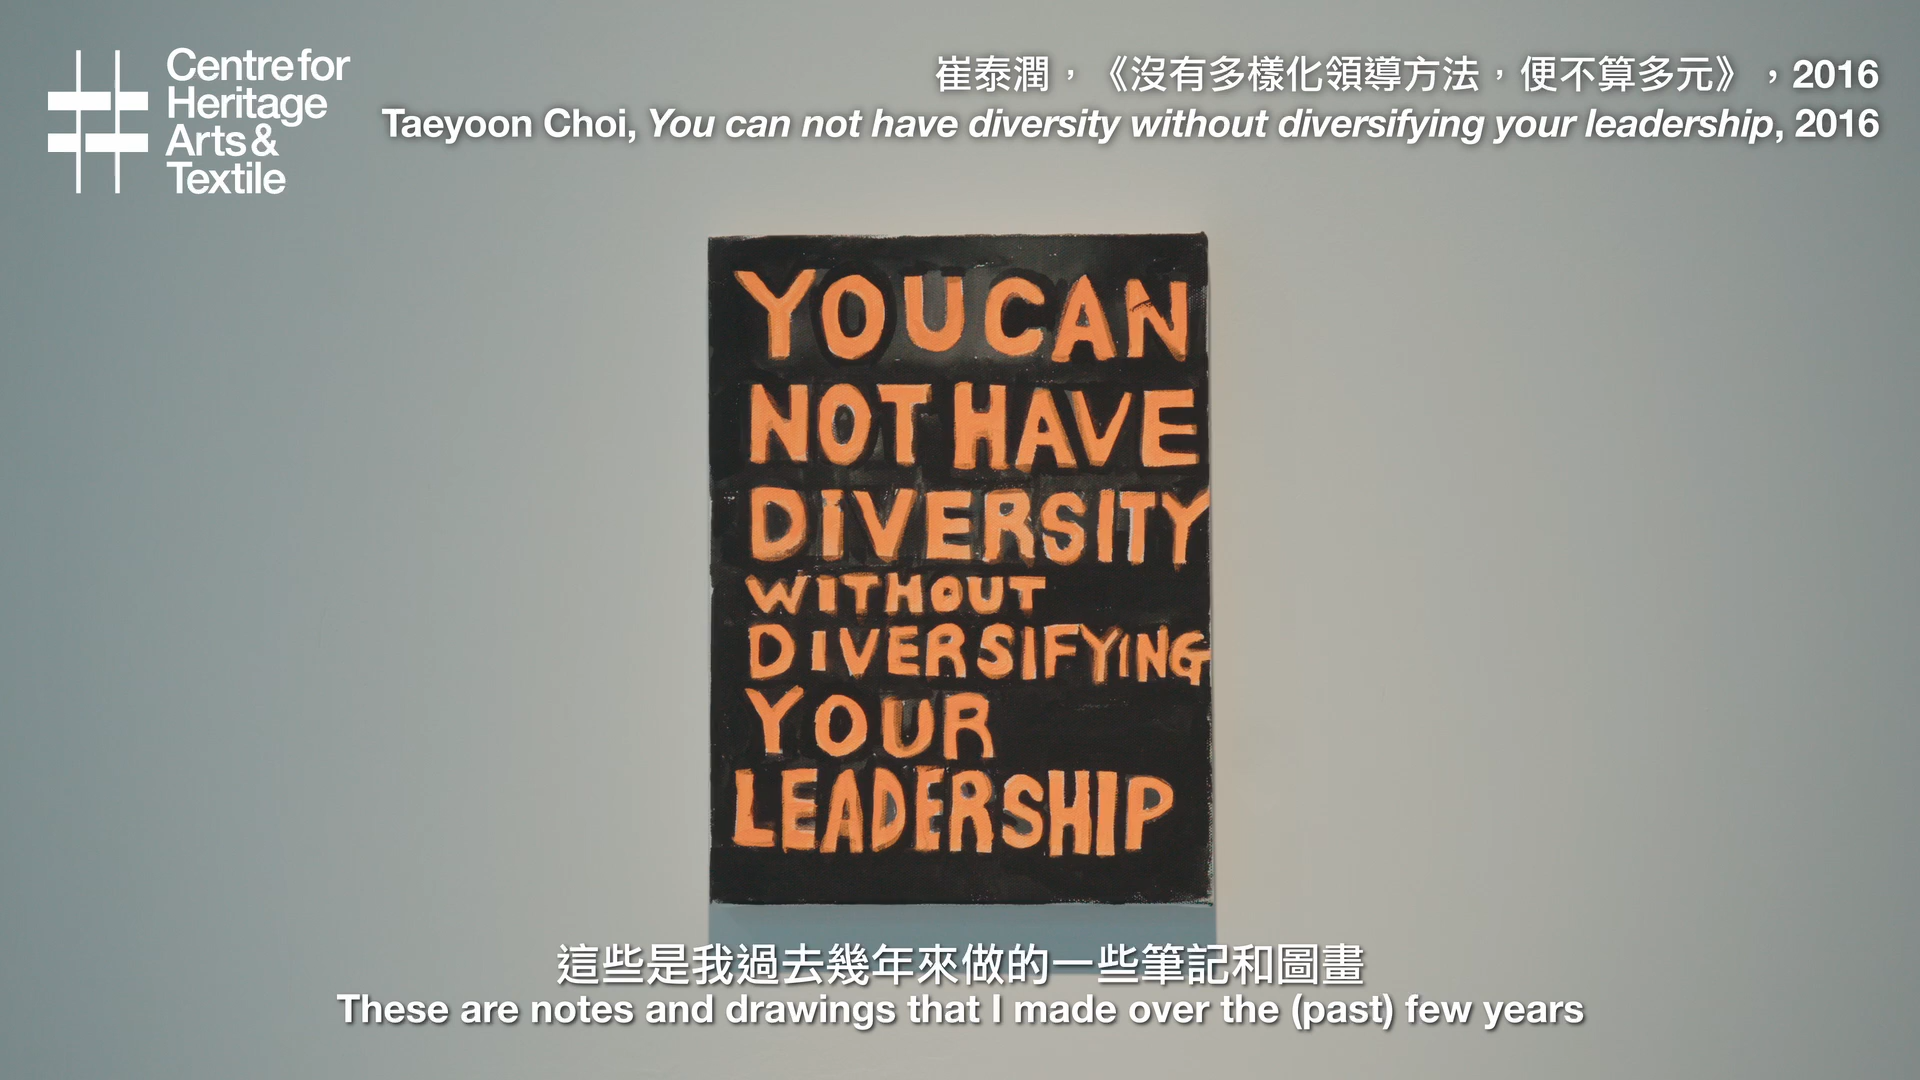 Centre for
Heritage
Arts &
Textile
崔泰潤，《沒有多樣化領導方法，便不算多元》，2016
Taeyoon Choi, You can not have diversity without diversifying your leadership, 2016
YOU CAN
NOT HAVE
DIVERSITY
WITHOUT
DIVERSIFYING
YOUR
LEADERSHIP
這些是我過去幾年來做的一些筆記和圖畫
These are notes and drawings that I made over the (past) few years